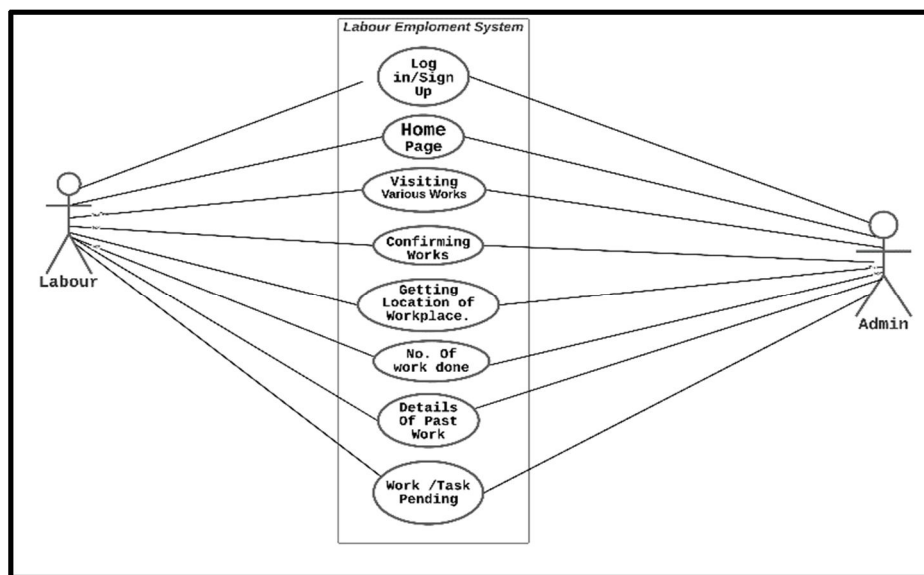 Labour Emploment System
Log
in/Sign
Up
Home
Page
Visiting
Various Works
Confirming
Works
Getting
Location of
Workplace.
No. Of
work done
Details
Of Past
Work
Work /Task
Pending
Labour
Admin